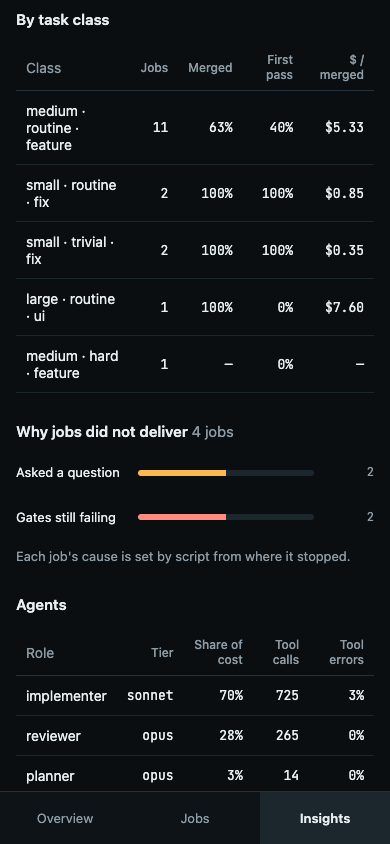 By task class
Class Jobs Merged First pass $ / merged
medium · routine · feature 11 63% 40% $5.33
small · routine · fix 2 100% 100% $0.85
small · trivial · fix 2 100% 100% $0.35
large · routine · ui 1 100% 0% $7.60
medium · hard · feature 1 — 0% —
Why jobs did not deliver 4 jobs
Asked a question 2
Gates still failing 2
Each job's cause is set by script from where it stopped.
Agents
Role Tier Share of cost Tool calls Tool errors
implementer sonnet 70% 725 3%
reviewer opus 28% 265 0%
planner opus 3% 14 0%
Overview Jobs Insights